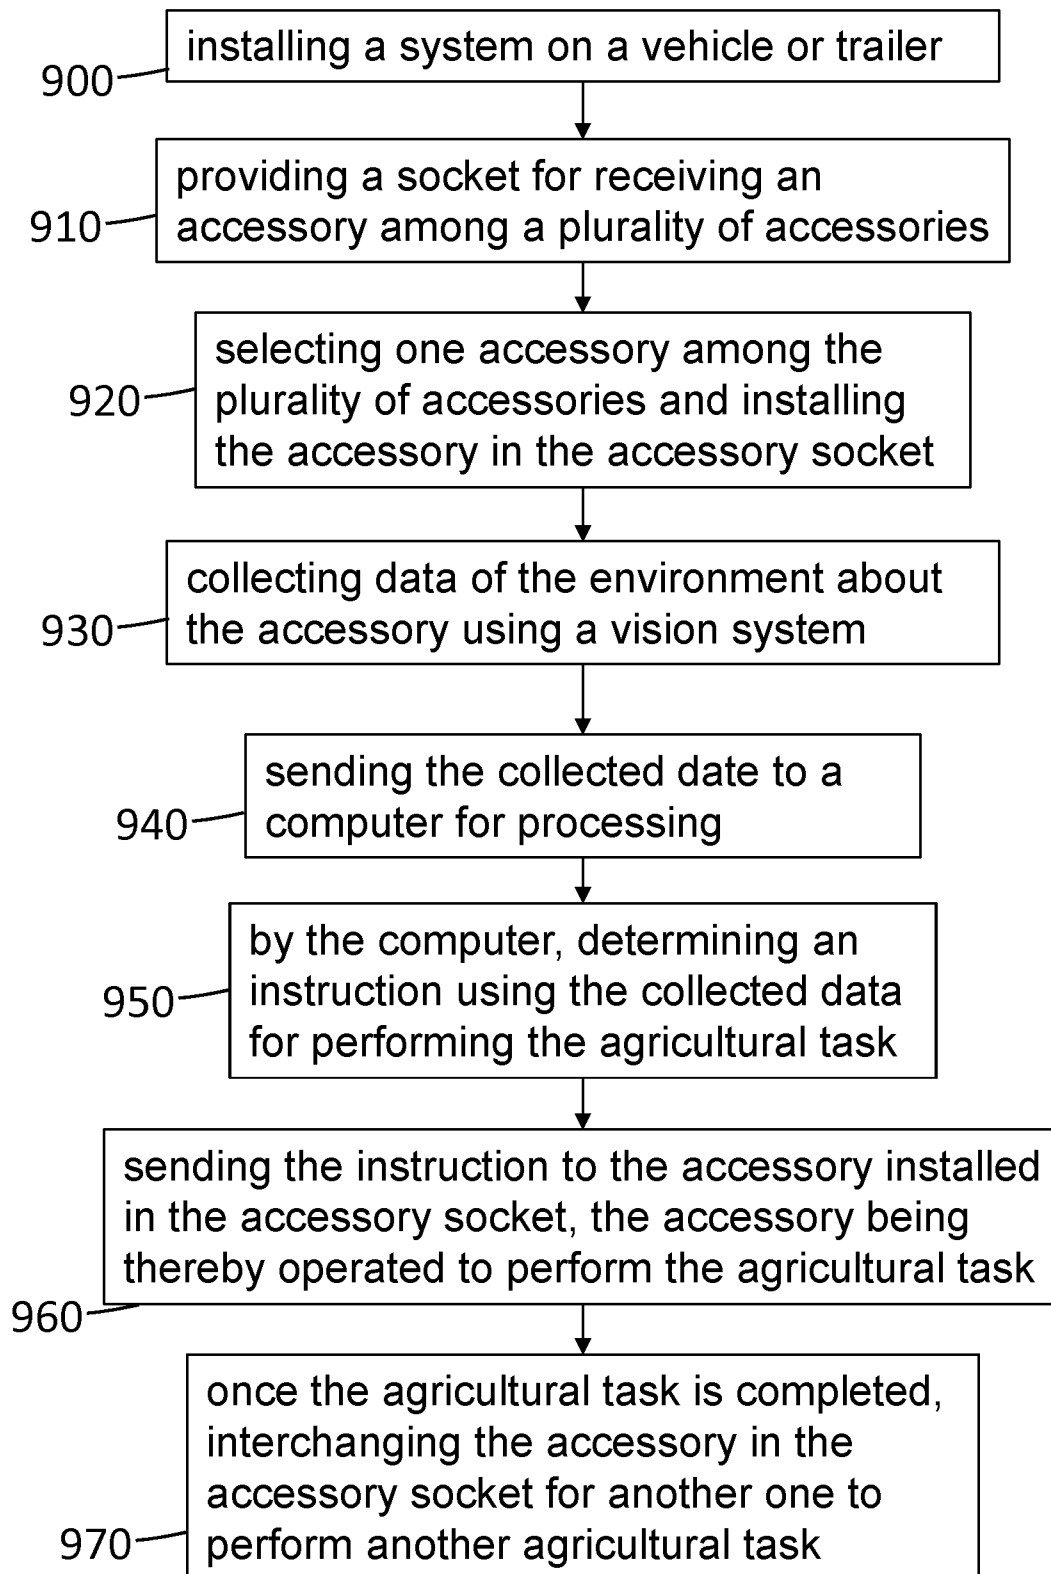 installing a system on a vehicle or trailer
900
providing a socket for receiving an
accessory among a plurality of accessories
910
selecting one accessory among the
plurality of accessories and installing
the accessory in the accessory socket
920
collecting data of the environment about
the accessory using a vision system
930
sending the collected date to a
computer for processing
940
by the computer, determining an
instruction using the collected data
for performing the agricultural task
950
sending the instruction to the accessory installed
in the accessory socket, the accessory being
thereby operated to perform the agricultural task
960
once the agricultural task is completed,
interchanging the accessory in the
accessory socket for another one to
perform another agricultural task
970